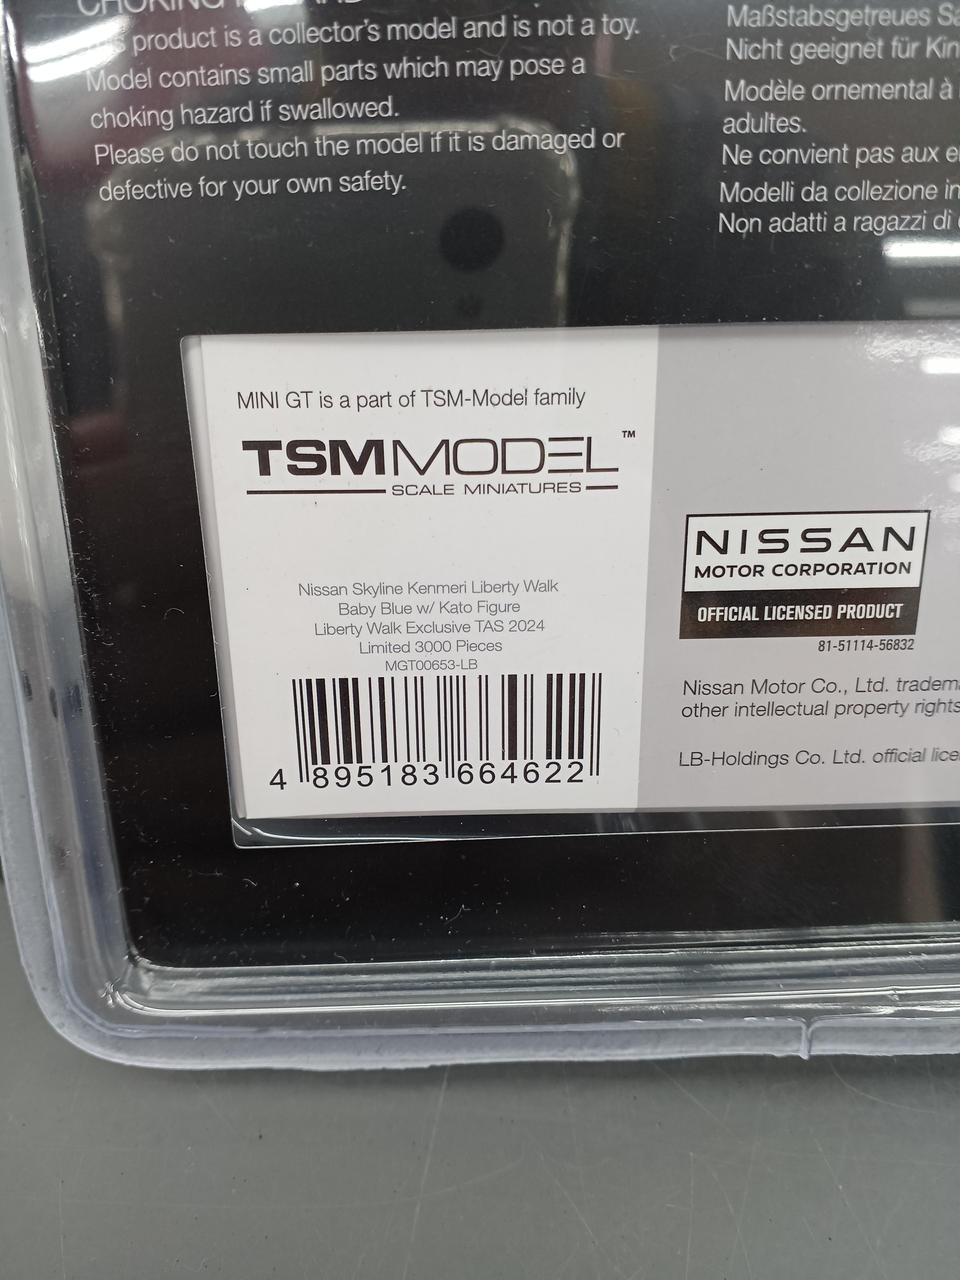 product is a collector's model and is not a toy.
Model contains small parts which may pose a
choking hazard if swallowed.
Please do not touch the model if it is damaged or
defective for your own safety.
Maßstabsgetreues
Nicht geeignet für
Modèle ornemental à
adultes.
Ne convient pas aux
Modelli da collezione
Non adatti a ragazzi di
MINI GT is a part of TSM-Model family
TSMMODEL™
SCALE MINIATURES
Nissan Skyline Kenmeri Liberty Walk
Baby Blue w/ Kato Figure
Liberty Walk Exclusive TAS 2024
Limited 3000 Pieces
MGT00653-LB
4 895183 664622
NISSAN
MOTOR CORPORATION
OFFICIAL LICENSED PRODUCT
81-51114-56832
Nissan Motor Co., Ltd.
other intellectual property rights
LB-Holdings Co. Ltd. official